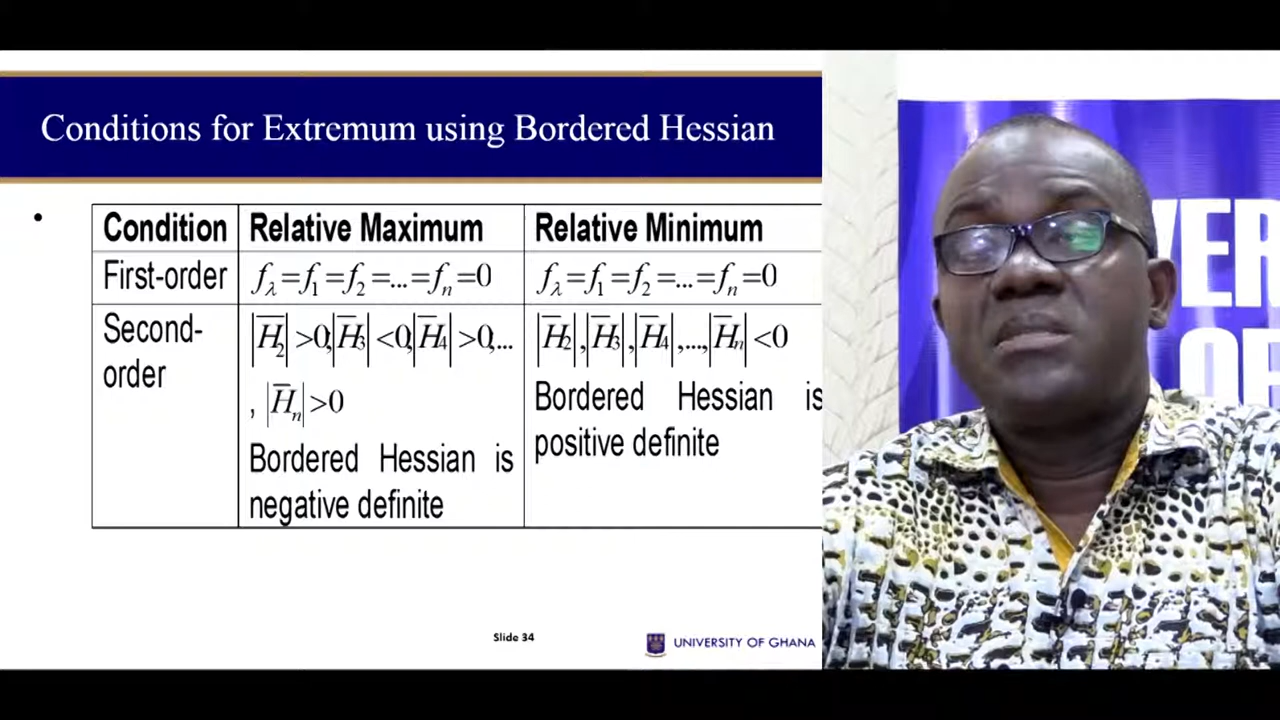 Conditions for Extremum using Bordered Hessian
•
Condition Relative Maximum Relative Minimum
First-order f_λ=f_1=f_2=...=f_n=0 f_λ=f_1=f_2=...=f_n=0
Second-order
|H̅_2|>0,|H̅_3|<0,|H̅_4|>0,...
, |H̅_n|>0
Bordered Hessian is
negative definite
|H̅_2|,|H̅_3|,|H̅_4|,...,|H̅_n|<0
Bordered Hessian is
positive definite
Slide 34
UNIVERSITY OF GHANA
VER
OF